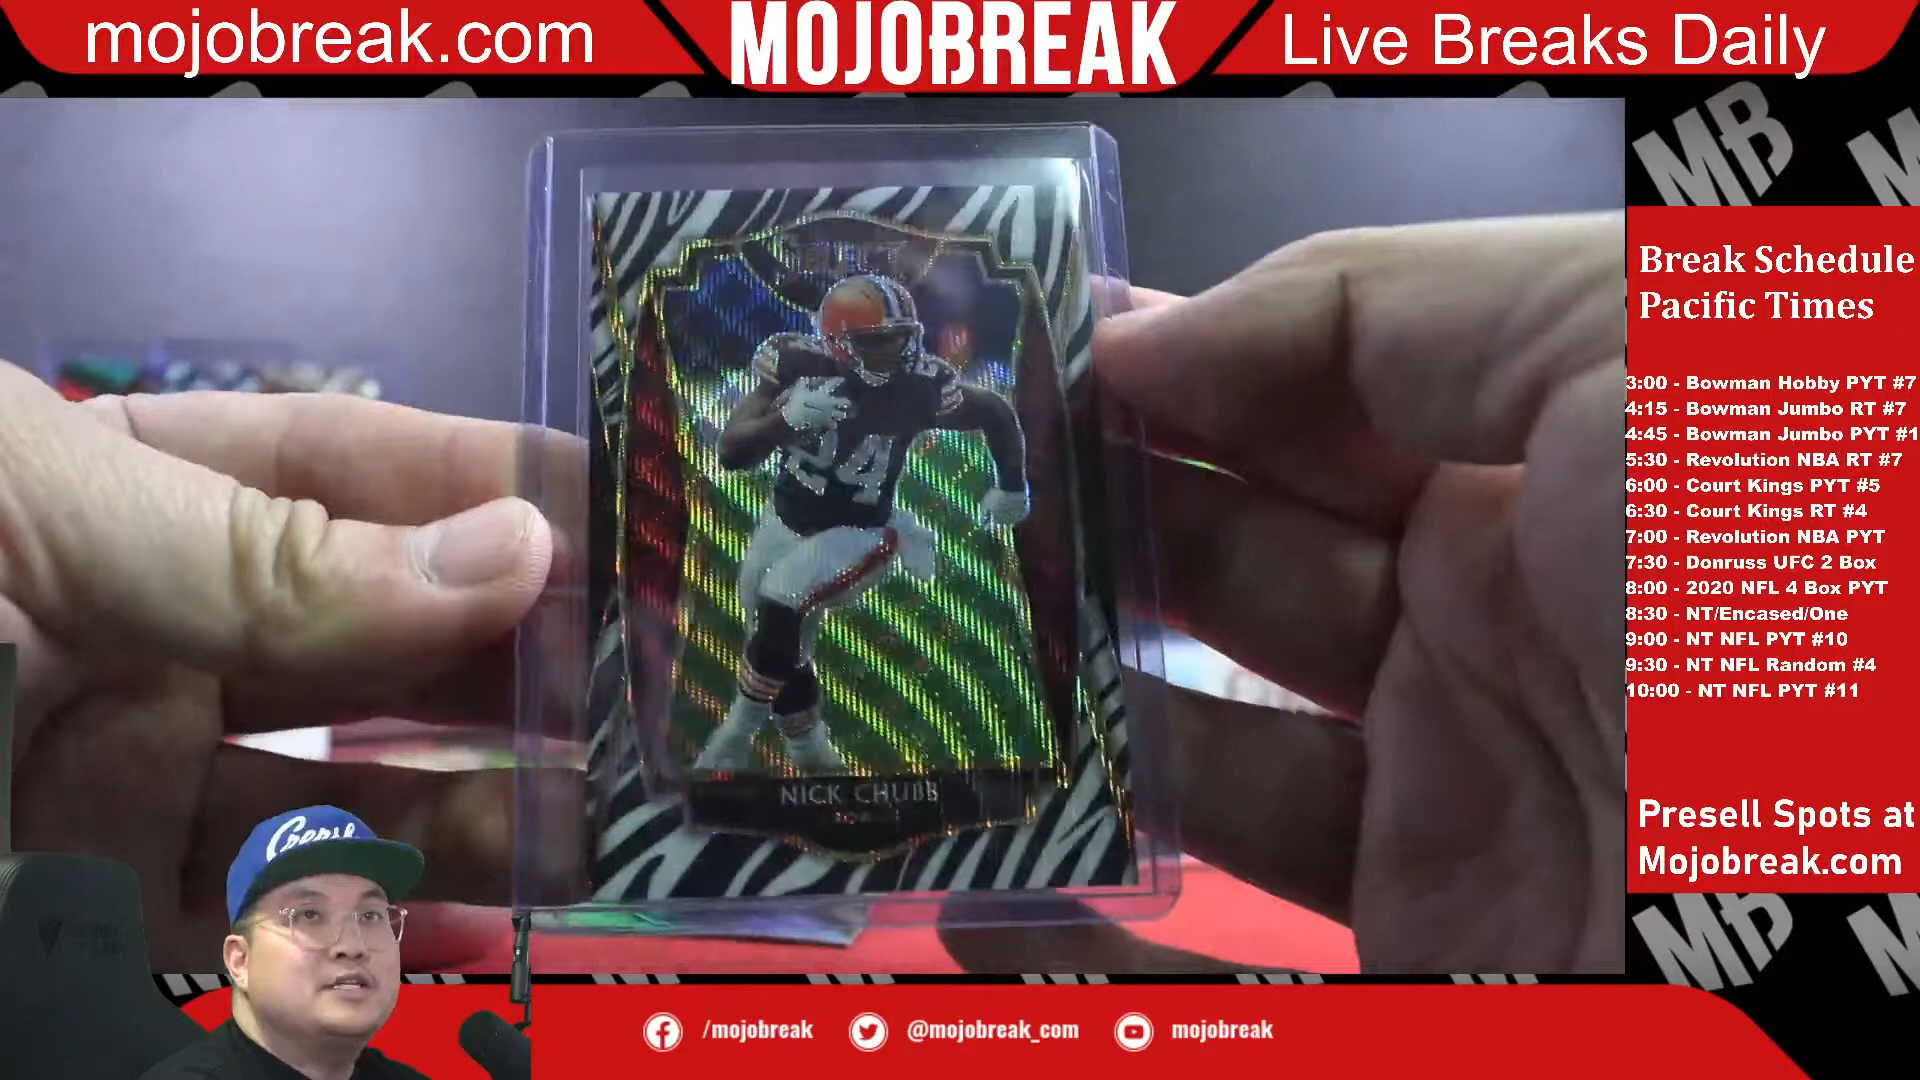 mojobreak.com
MOJOBREAK
Live Breaks Daily
MB
Break Schedule
Pacific Times
3:00 - Bowman Hobby PYT #7
4:15 - Bowman Jumbo RT #7
4:45 - Bowman Jumbo PYT #1
5:30 - Revolution NBA RT #7
6:00 - Court Kings PYT #5
6:30 - Court Kings RT #4
7:00 - Revolution NBA PYT
7:30 - Donruss UFC 2 Box
8:00 - 2020 NFL 4 Box PYT
8:30 - NT/Encased/One
9:00 - NT NFL PYT #10
9:30 - NT NFL Random #4
10:00 - NT NFL PYT #11
Presell Spots at
Mojobreak.com
MB
24
NICK CHUBB
/mojobreak
@mojobreak_com
mojobreak